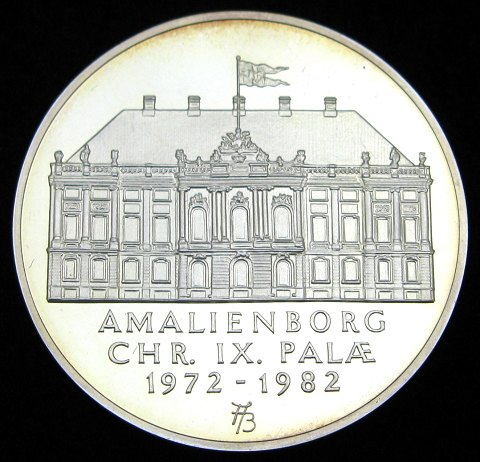 AMALIENBORG
CHR. IX. PALÆ
1972-1982